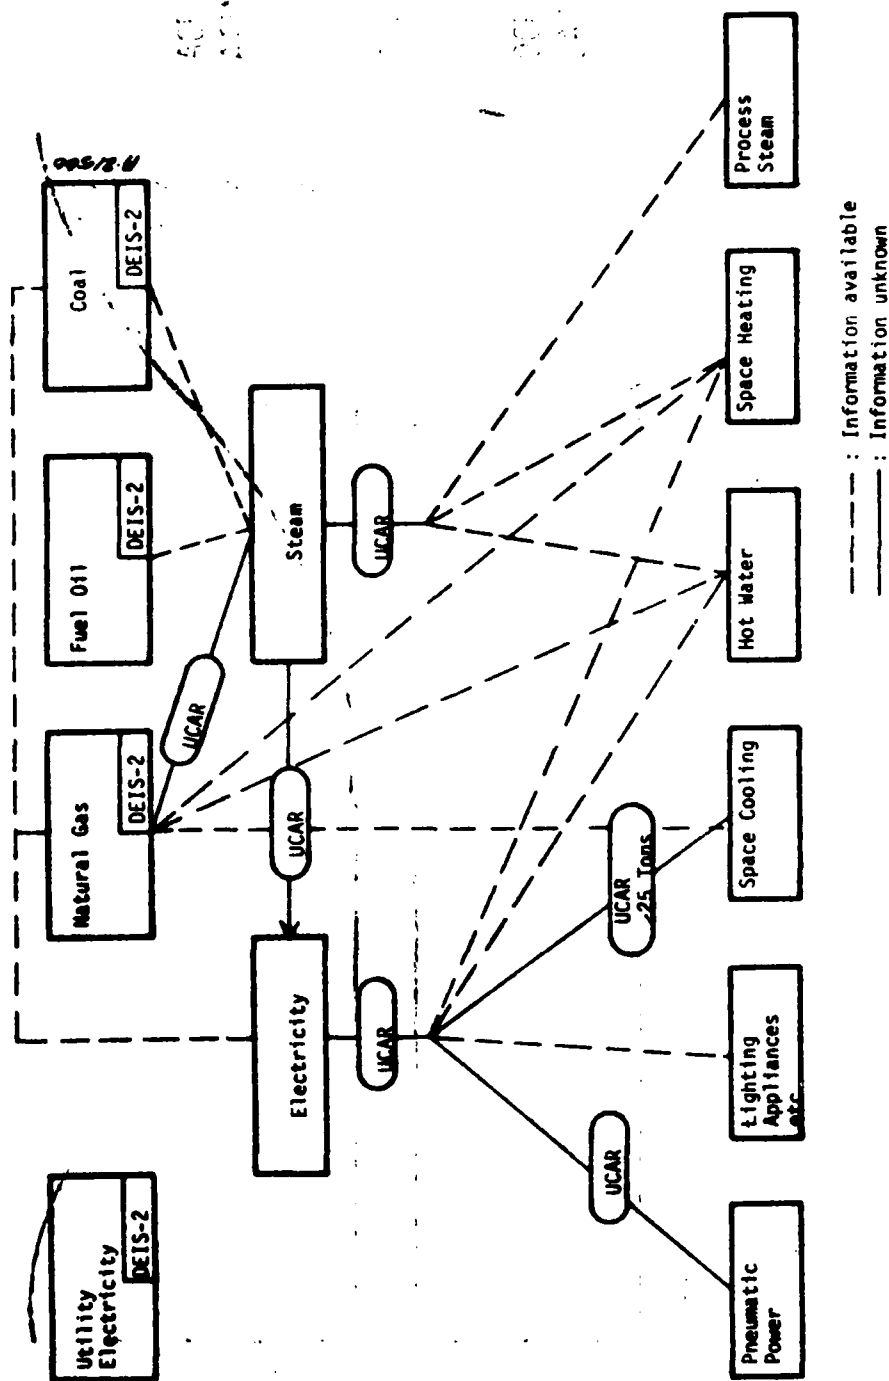 Utility
Electricity
DEIS-2
Natural Gas
DEIS-2
Fuel Oil
DEIS-2
Coal
DEIS-2
UCAR
Electricity
UCAR
Steam
UCAR
UCAR
UCAR
UCAR
.25 Tons
Pneumatic
Power
Lighting
Appliances
etc
Space Cooling
Hot Water
Space Heating
Process
Steam
: Information available
: Information unknown